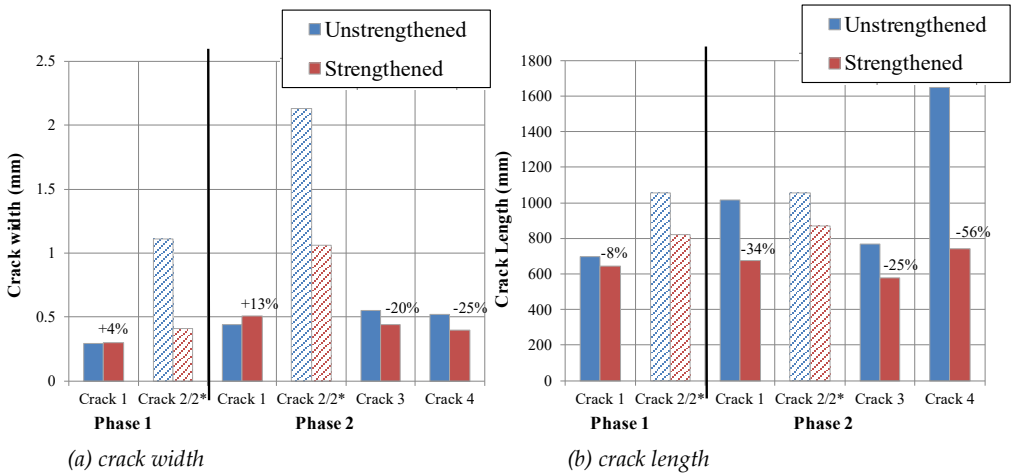 Unstrengthened
Strengthened
2.5
2
1.5
1
0.5
0
Crack width (mm)
+4%
+13%
-20%
-25%
Crack 1 Crack 2/2* Crack 1 Crack 2/2* Crack 3 Crack 4
Phase 1 Phase 2
(a) crack width
Unstrengthened
Strengthened
1800
1600
1400
1200
1000
800
600
400
200
0
Crack Length (mm)
-8%
-34%
-25%
-56%
Crack 1 Crack 2/2* Crack 1 Crack 2/2* Crack 3 Crack 4
Phase 1 Phase 2
(b) crack length